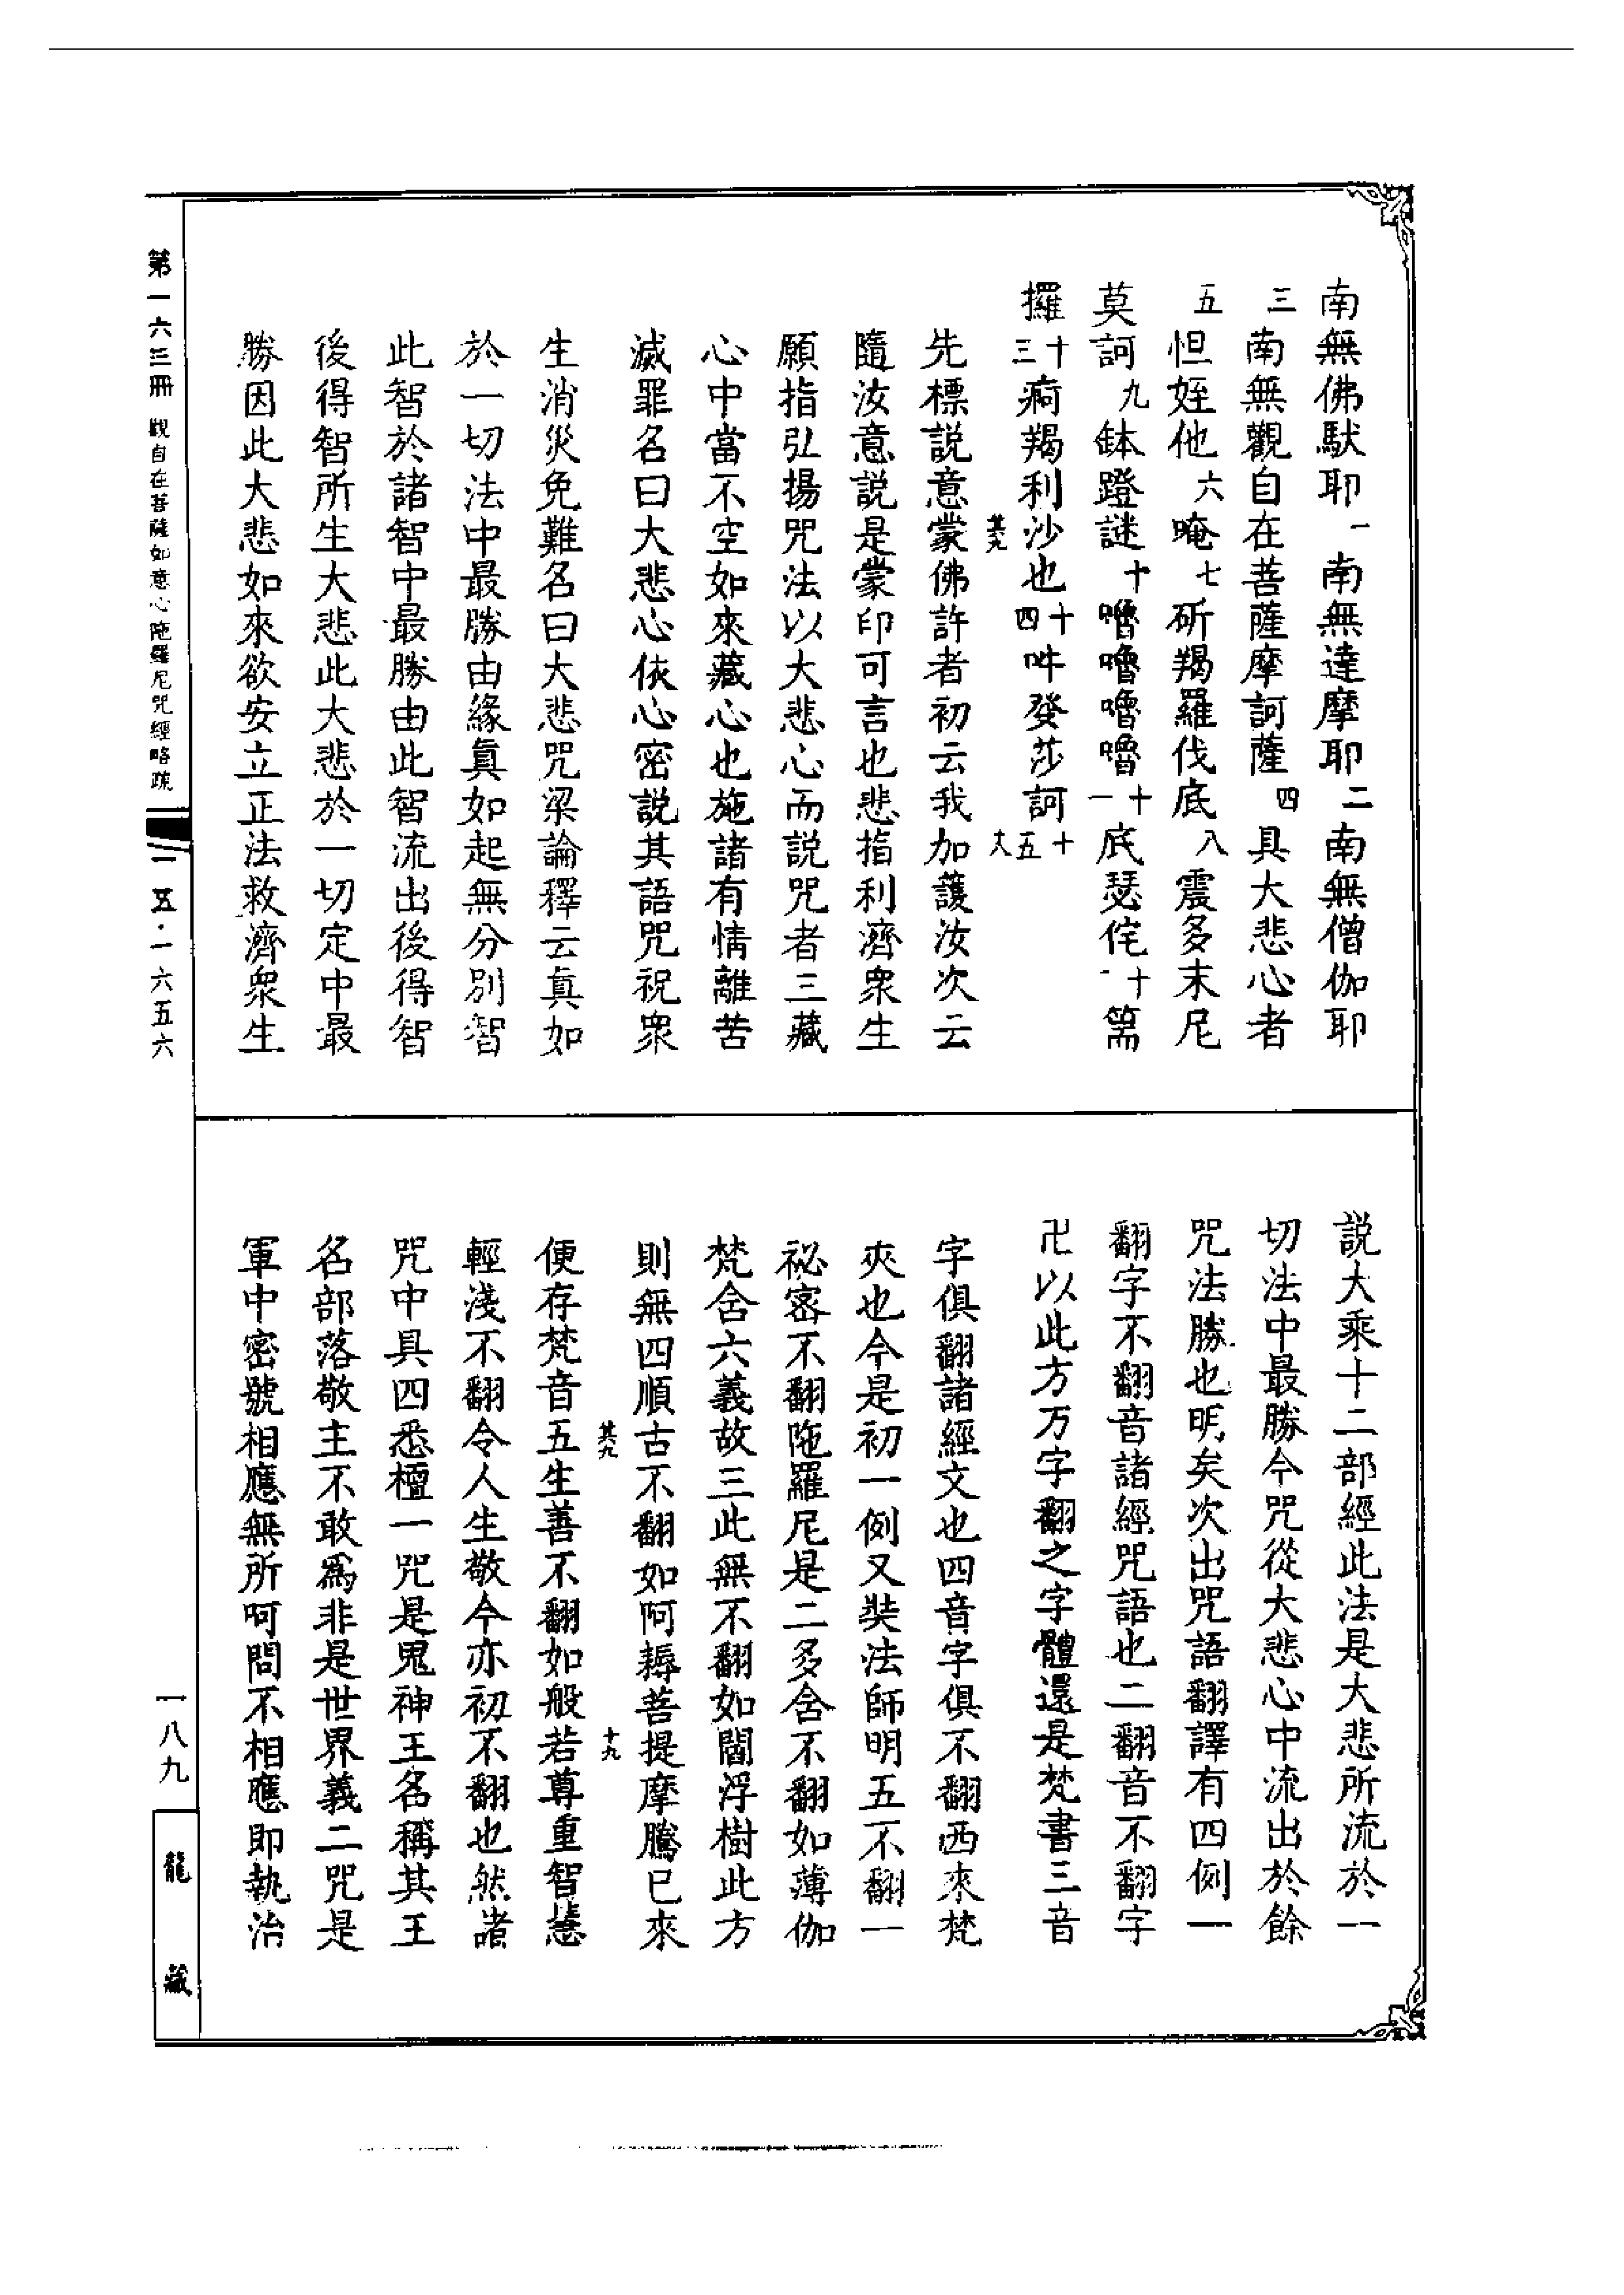 南無佛馱耶一南無達摩耶二南無僧伽耶
三南無觀自在菩薩摩訶薩四具大悲心者
五怛姪他六唵七斫羯羅伐底八震多末尼
莫訶九鉢蹬謎十嚕嚕嚕嚕十一底瑟侘十
攞十三痾羯利沙也十四吽發莎訶十五
先標説意蒙佛許者初云我加護汝次云
隨汝意説是蒙印可言也悲指利濟衆生
願指弘揚咒法以大悲心而説咒者三藏
心中當不空如來藏心也施諸有情離苦
滅罪名曰大悲心依心密説其語咒祝衆
生消災免難名曰大悲咒梁論釋云真如
於一切法中最勝由緣真如起無分別智
此智於諸智中最勝由此智流出後得智
後得智所生大悲此大悲於一切定中最
勝因此大悲如來欲安立正法救濟衆生
説大乘十二部經此法是大悲所流於一
切法中最勝今咒從大悲心中流出於餘
咒法勝也明矣次出咒語翻譯有四例一
翻字不翻音諸經咒語也二翻音不翻字
卍以此方万字翻之字體還是梵書三音
字俱翻諸經文也四音字俱不翻西來梵
夾也今是初一例又奘法師明五不翻一
祕密不翻陀羅尼是二多含不翻如薄伽
梵含六義故三此無不翻如閻浮樹此方
則無四順古不翻如阿耨菩提摩騰已來
便存梵音五生善不翻如般若尊重智慧
輕淺不翻令人生敬今亦初不翻也然諸
咒中具四悉檀一咒是鬼神王名稱其王
名部落敬主不敢爲非是世界義二咒是
軍中密號相應無所呵問不相應即執治
第一六三冊 觀自在菩薩如意心陀羅尼咒經略疏
一五·一六五六
一八九
龍藏